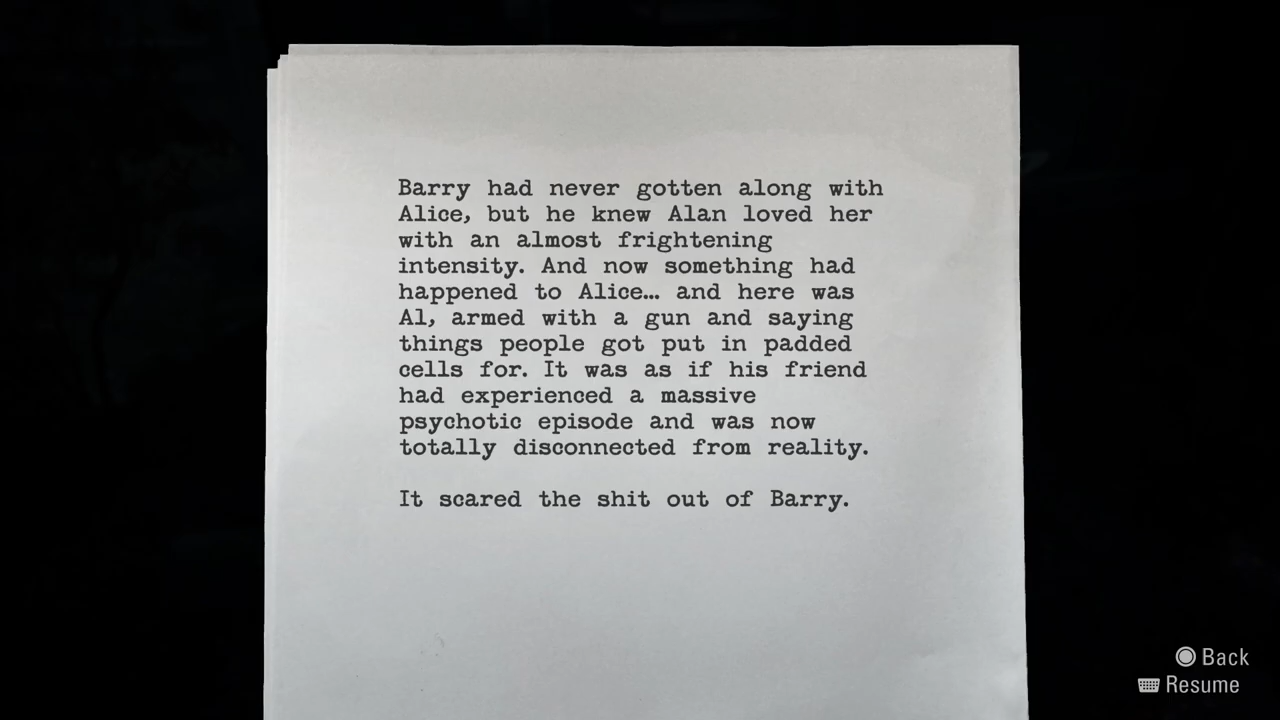 Barry had never gotten along with
Alice, but he knew Alan loved her
with an almost frightening
intensity. And now something had
happened to Alice… and here was
Al, armed with a gun and saying
things people got put in padded
cells for. It was as if his friend
had experienced a massive
psychotic episode and was now
totally disconnected from reality.
It scared the shit out of Barry.
Back
Resume